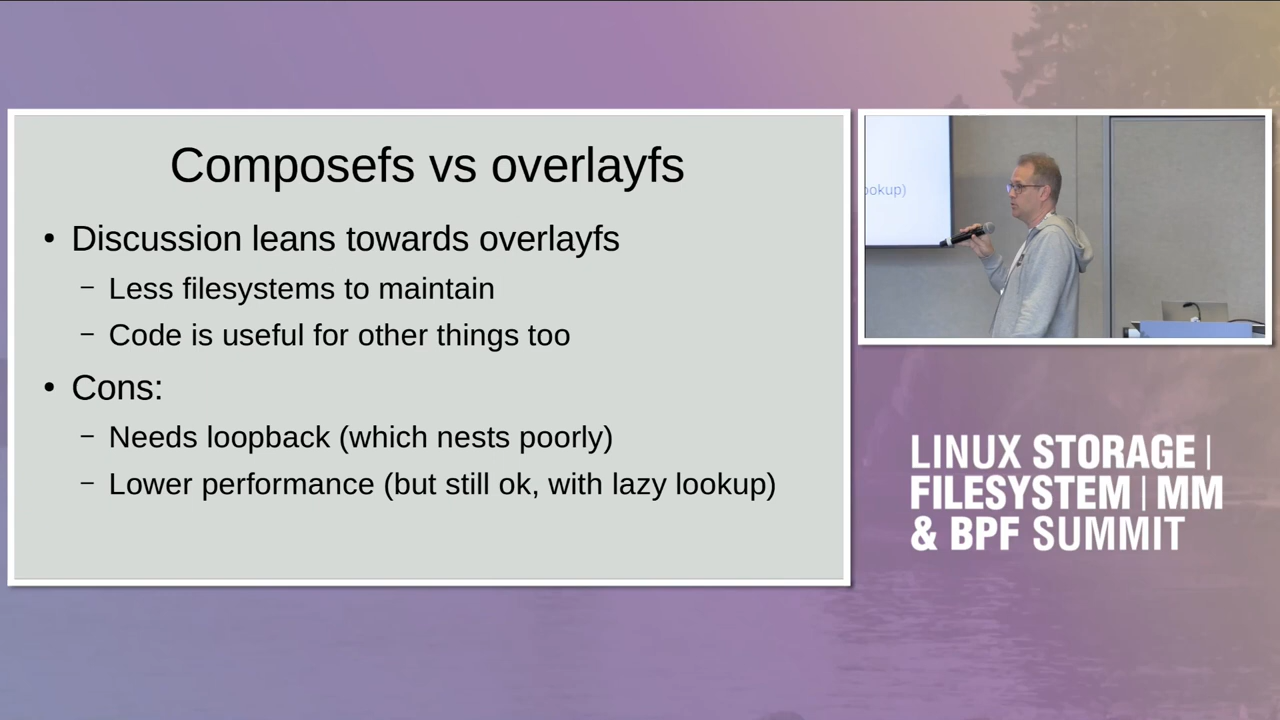 Composefs vs overlayfs
• Discussion leans towards overlayfs
– Less filesystems to maintain
– Code is useful for other things too
• Cons:
– Needs loopback (which nests poorly)
– Lower performance (but still ok, with lazy lookup)
ookup)
LINUX STORAGE |
FILESYSTEM | MM
& BPF SUMMIT